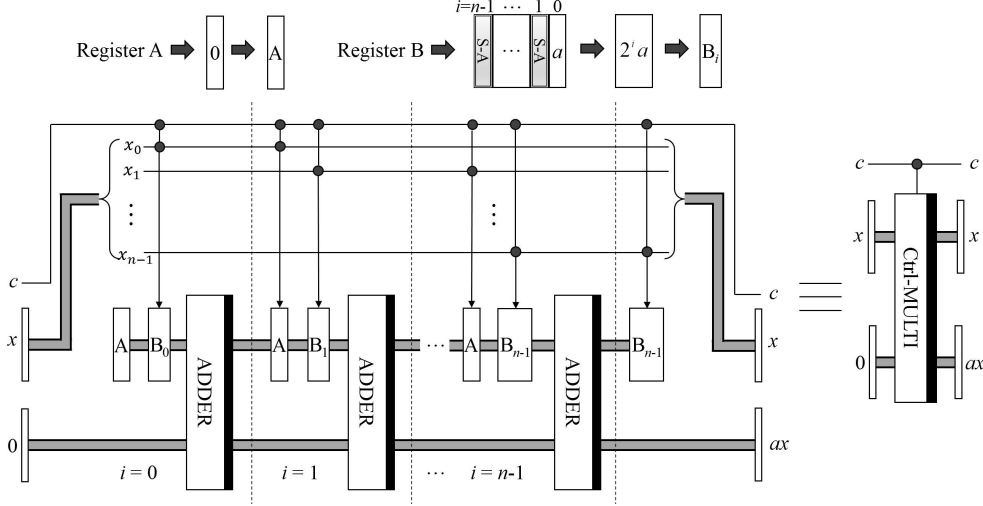 i=n-1 ··· 1 0
Register A 0 A Register B S-A ··· S-A a 2^i a B_i
x_0
x_1
⋮ ⋮
x_{n-1}
c c
x A B_0 ADDER A B_1 ADDER ··· A B_{n-1} ADDER B_{n-1} x
0 ax
i = 0 i = 1 ··· i = n-1
c c
x x
Ctrl-MULTI
0 ax